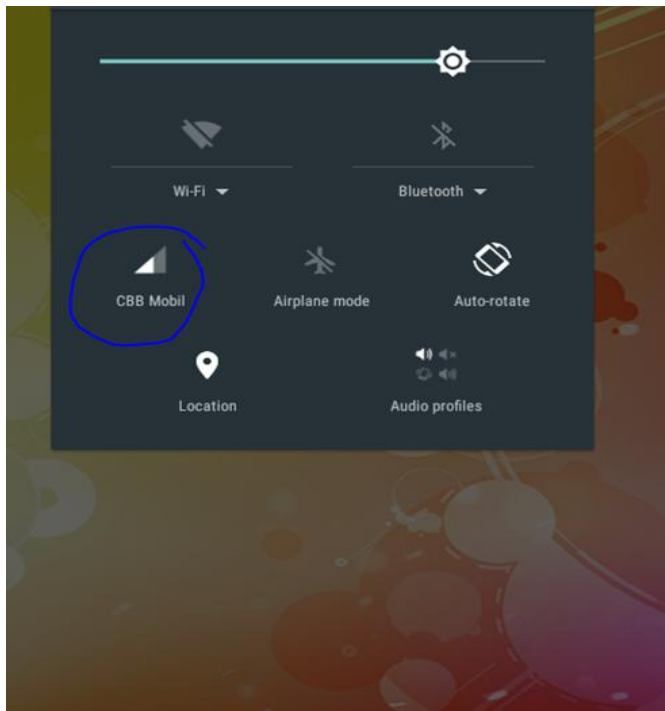 Wi-Fi
Bluetooth
CBB Mobil
Airplane mode
Auto-rotate
Location
Audio profiles